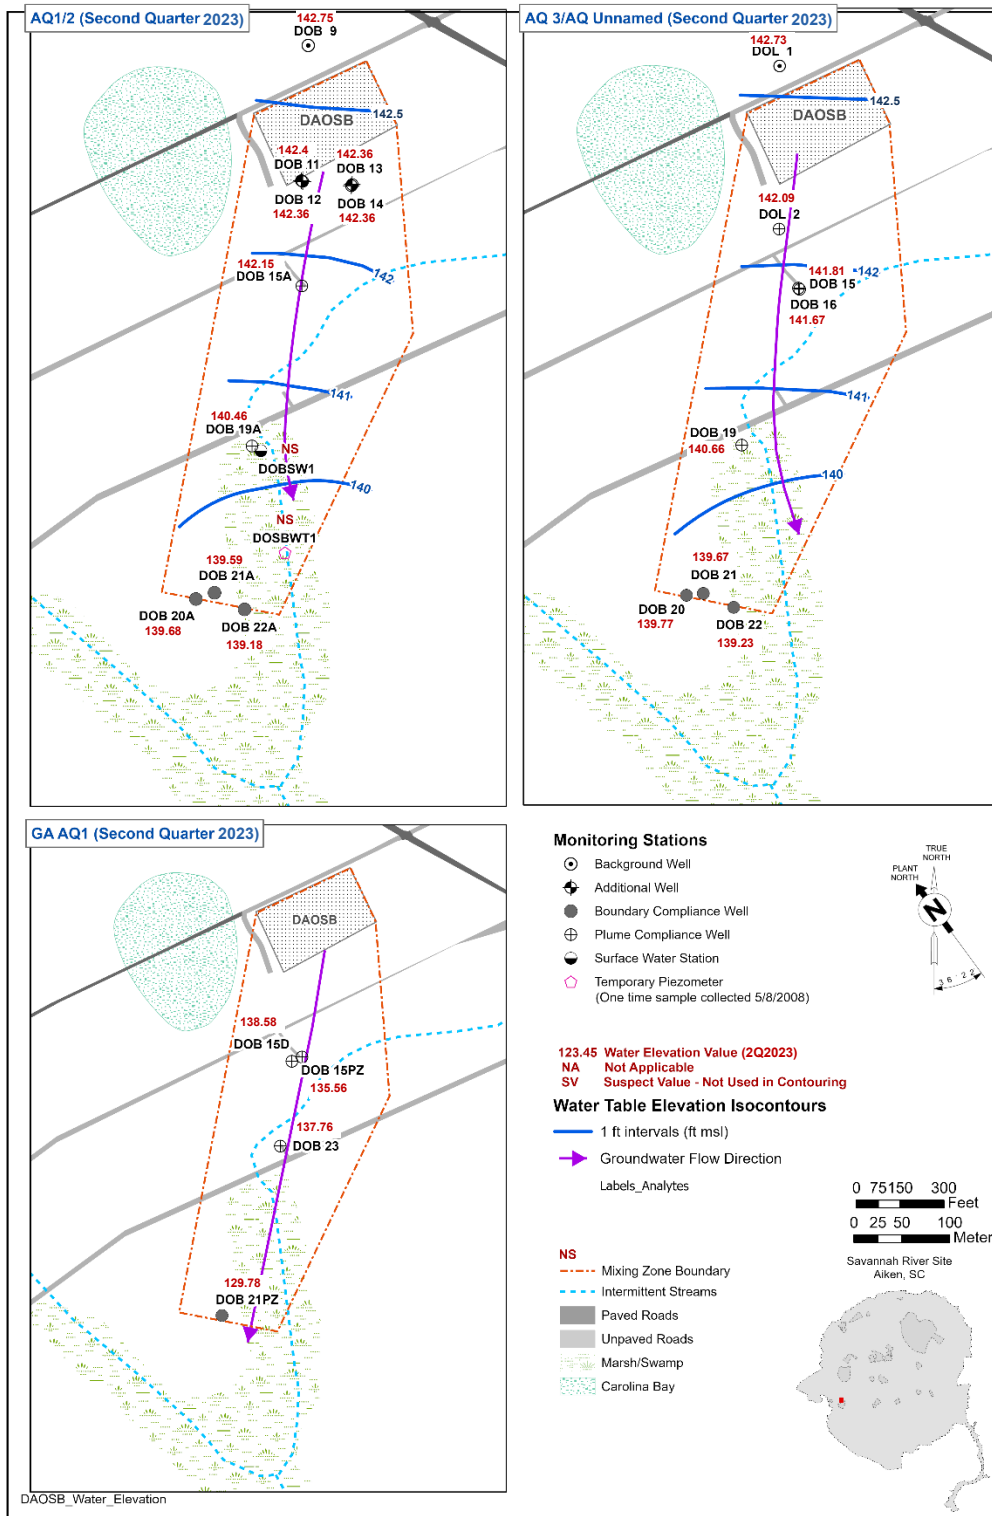 AQ1/2 (Second Quarter 2023)
142.75
DOB 9
142.5
DAOSB
142.4
DOB 11
142.36
DOB 13
DOB 12
142.36
DOB 14
142.36
142.15
DOB 15A
142
141
140.46
DOB 19A
NS
DOBSW1
140
NS
DOSBWT1
139.59
DOB 21A
DOB 20A
139.68
DOB 22A
139.18
AQ 3/AQ Unnamed (Second Quarter 2023)
142.73
DOL 1
142.5
DAOSB
142.09
DOL 2
142
141.81
DOB 15
DOB 16
141.67
141
DOB 19
140.66
140
139.67
DOB 21
DOB 20
139.77
DOB 22
139.23
GA AQ1 (Second Quarter 2023)
DAOSB
138.58
DOB 15D
DOB 15PZ
135.56
137.76
DOB 23
129.78
DOB 21PZ
DAOSB_Water_Elevation
Monitoring Stations
Background Well
Additional Well
Boundary Compliance Well
Plume Compliance Well
Surface Water Station
Temporary Piezometer
(One time sample collected 5/8/2008)
TRUE
NORTH
PLANT
NORTH
N
36-22
123.45 Water Elevation Value (2Q2023)
NA Not Applicable
SV Suspect Value - Not Used in Contouring
Water Table Elevation Isocontours
1 ft intervals (ft msl)
Groundwater Flow Direction
Labels_Analytes
0 75150 300
Feet
0 25 50 100
Meter
NS
Mixing Zone Boundary
Intermittent Streams
Paved Roads
Unpaved Roads
Marsh/Swamp
Carolina Bay
Savannah River Site
Aiken, SC